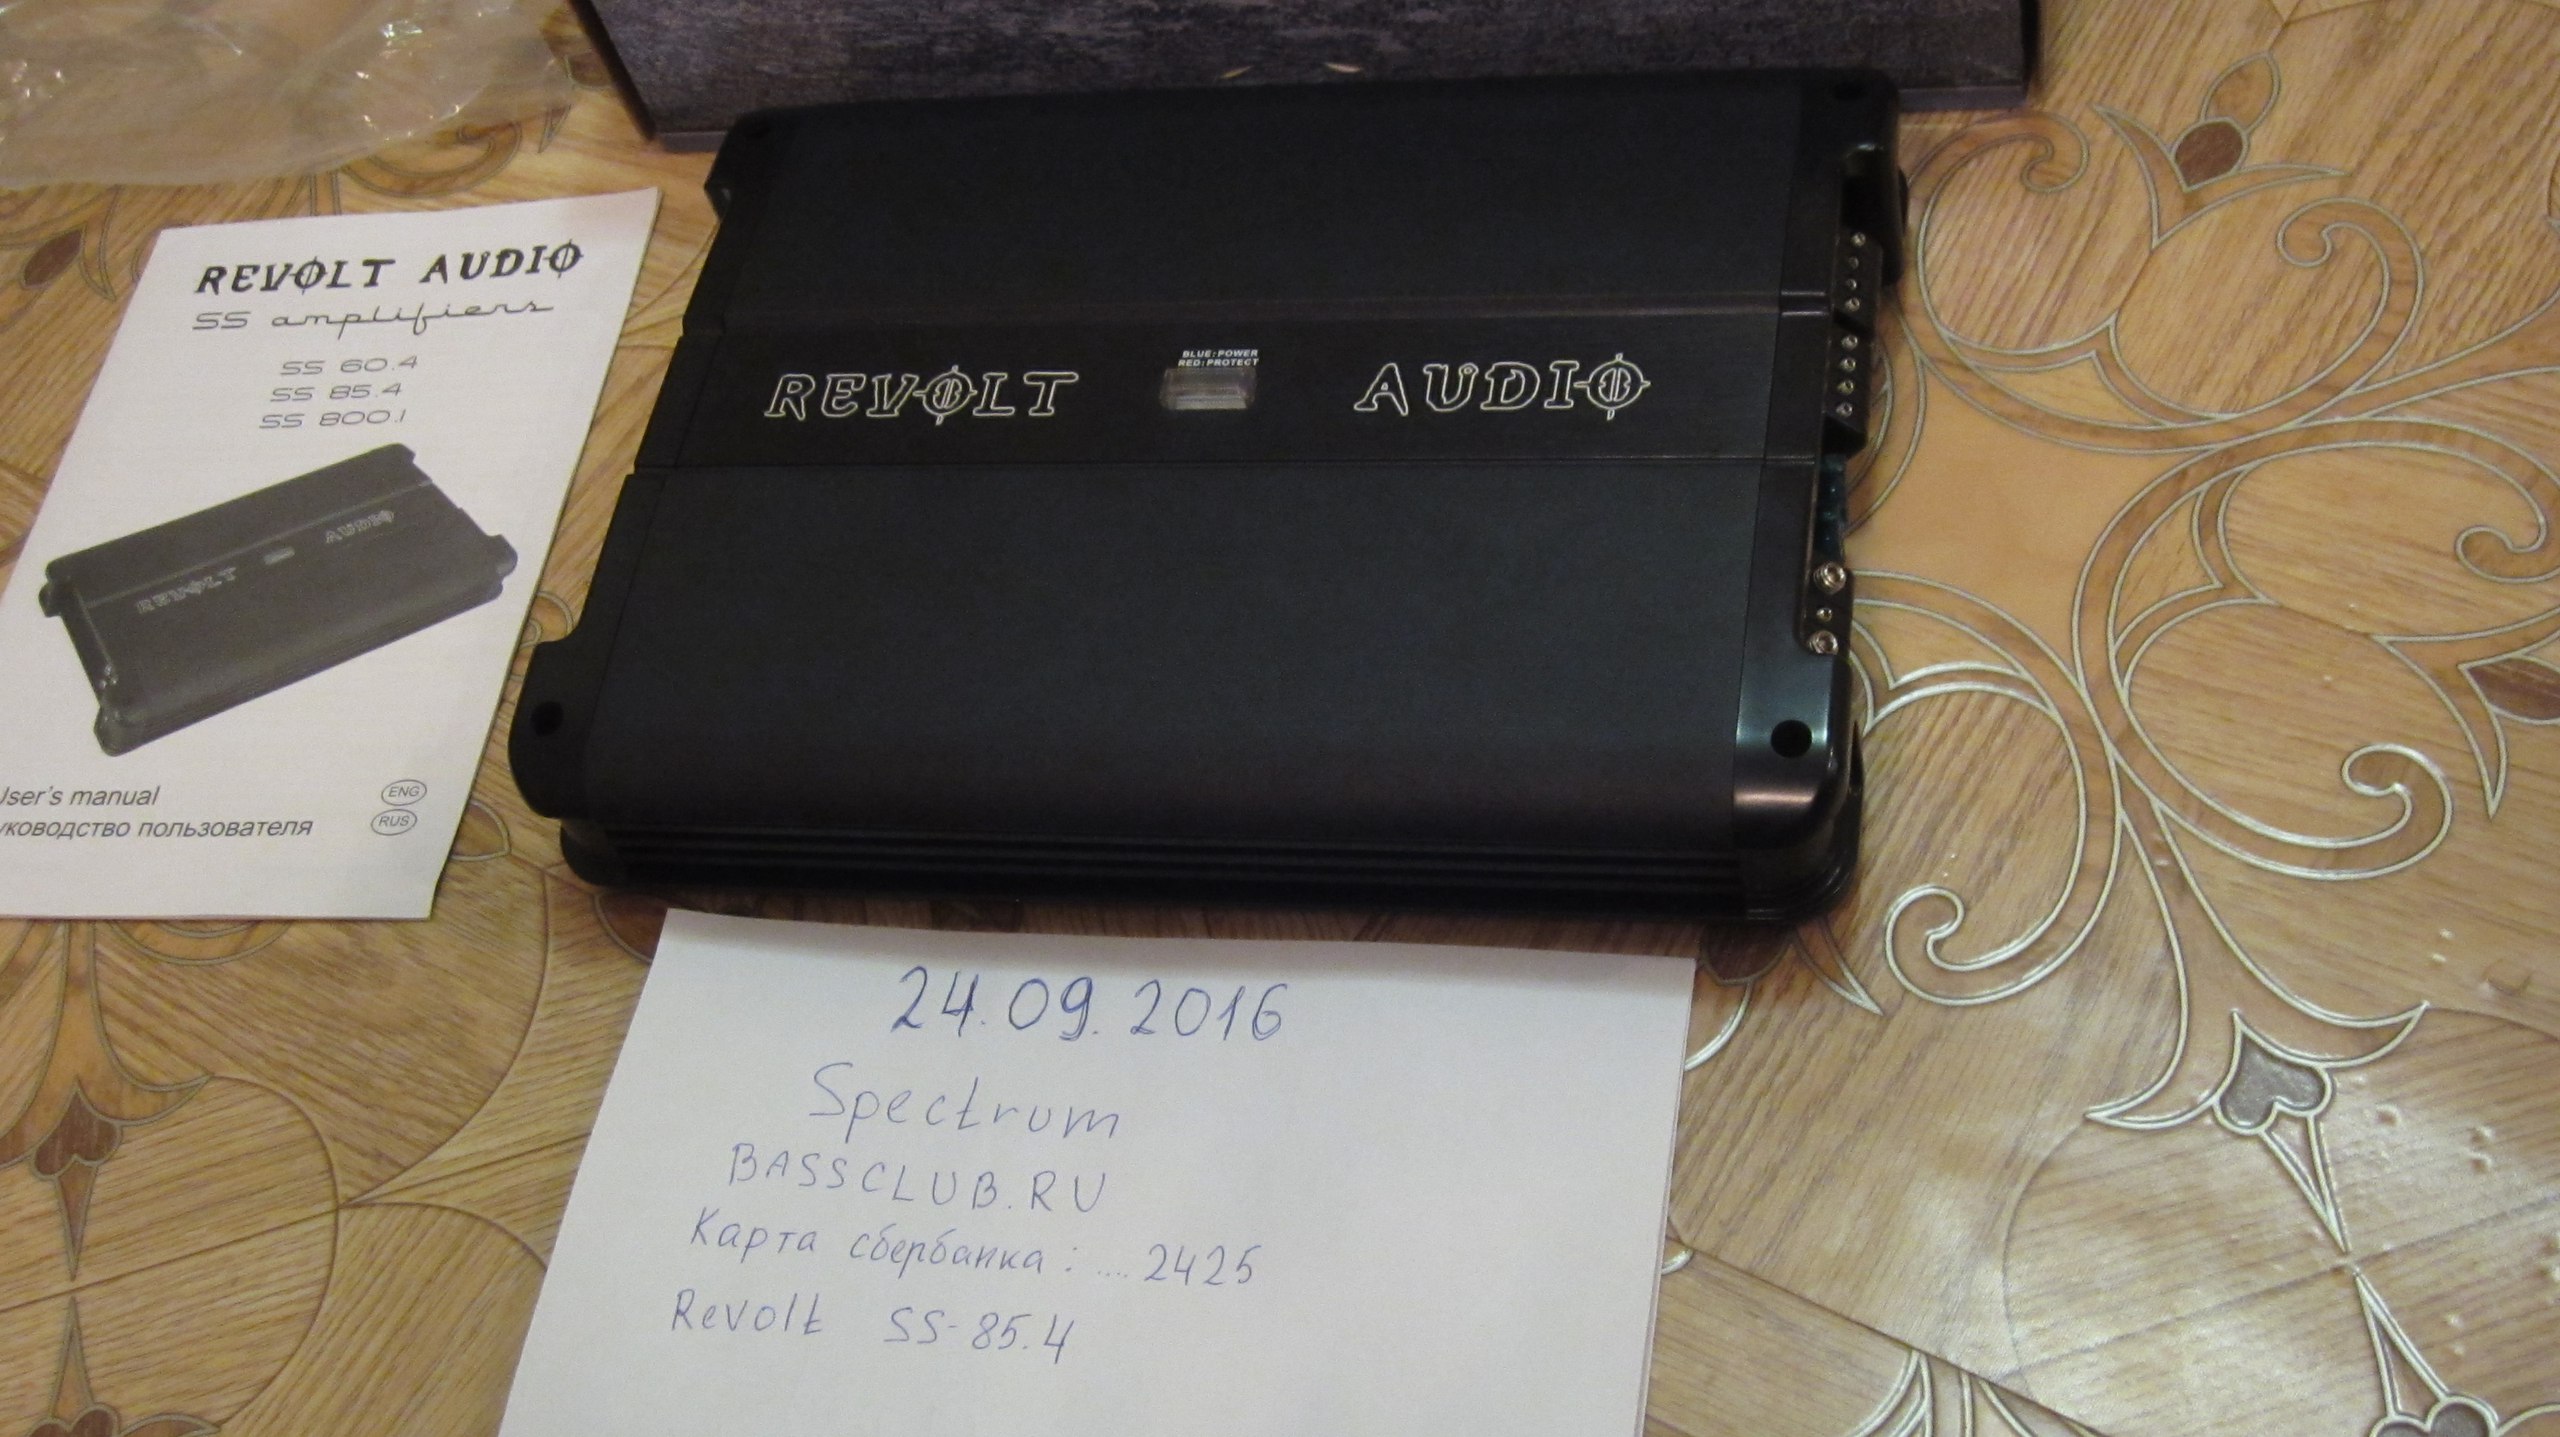 REVOLT AUDIO
SS amplifiers
SS 60.4
SS 85.4
SS 800.1
REVOLT AUDIO
User's manual
ENG
уководство пользователя
RUS
BLUE:POWER
RED:PROTECT
REVOLT AUDIO
24.09.2016
Spectrum
BASSCLUB.RU
Карта сбербанка: .... 2425
Revolt SS-85.4